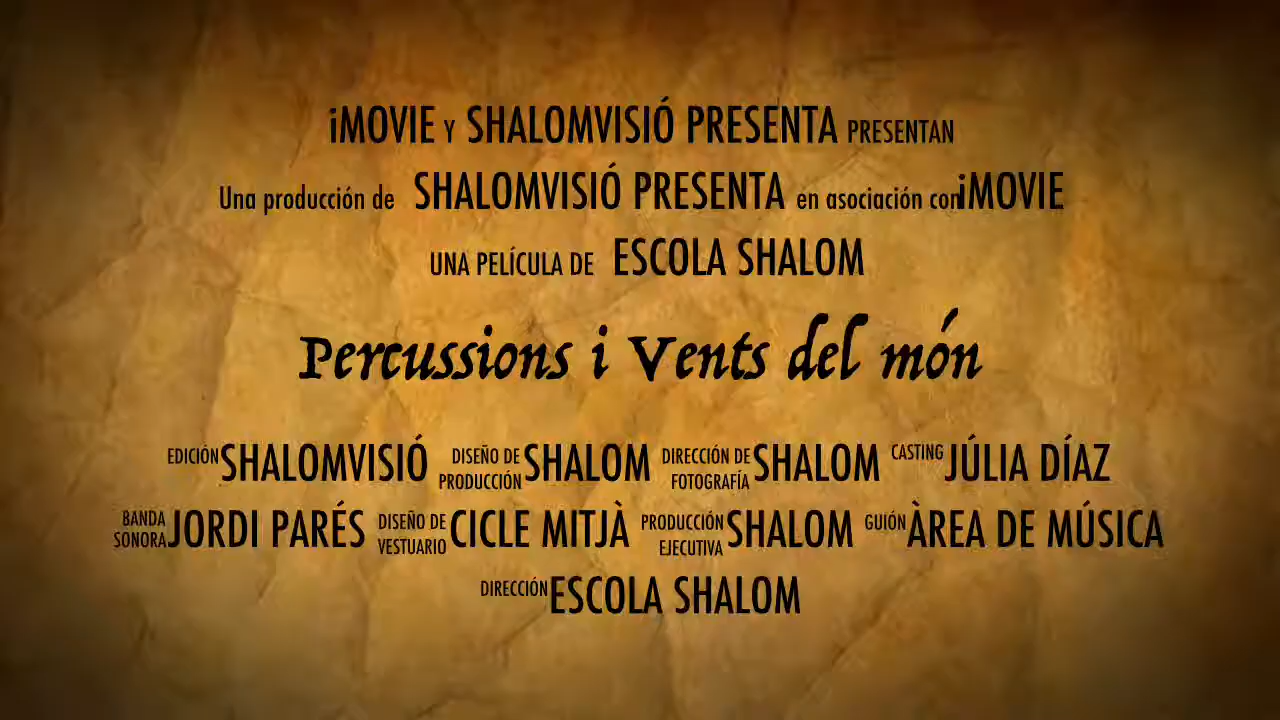 iMOVIE Y SHALOMVISIÓ PRESENTA PRESENTAN
Una producción de SHALOMVISIÓ PRESENTA en asociación con iMOVIE
UNA PELÍCULA DE ESCOLA SHALOM
Percussions i Vents del món
EDICIÓN SHALOMVISIÓ DISEÑO DE PRODUCCIÓN SHALOM DIRECCIÓN DE FOTOGRAFÍA SHALOM CASTING JÚLIA DÍAZ
BANDA SONORA JORDI PARÉS DISEÑO DE VESTUARIO CICLE MITJÀ PRODUCCIÓN EJECUTIVA SHALOM GUIÓN ÀREA DE MÚSICA
DIRECCIÓN ESCOLA SHALOM